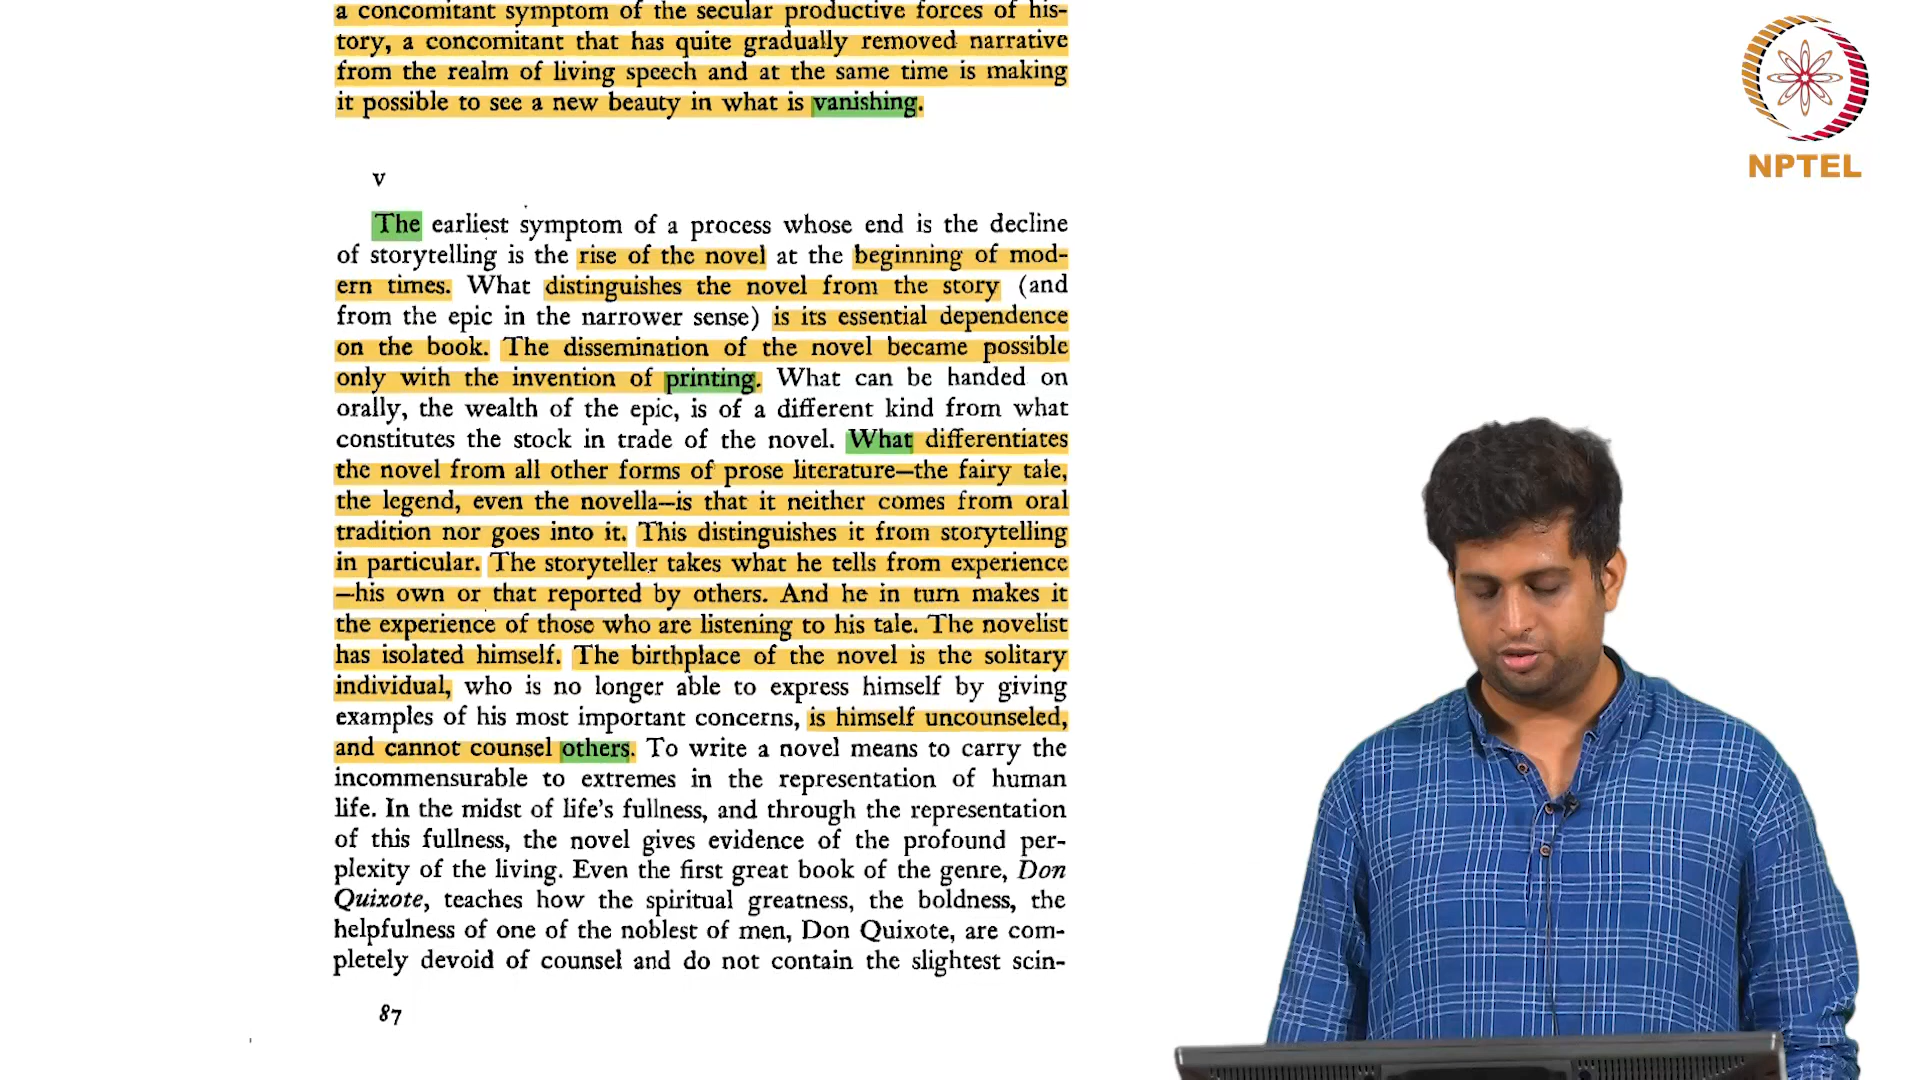 a concomitant symptom of the secular productive forces of his-
tory, a concomitant that has quite gradually removed narrative
from the realm of living speech and at the same time is making
it possible to see a new beauty in what is vanishing.
NPTEL
v
The earliest symptom of a process whose end is the decline
of storytelling is the rise of the novel at the beginning of mod-
ern times. What distinguishes the novel from the story (and
from the epic in the narrower sense) is its essential dependence
on the book. The dissemination of the novel became possible
only with the invention of printing. What can be handed on
orally, the wealth of the epic, is of a different kind from what
constitutes the stock in trade of the novel. What differentiates
the novel from all other forms of prose literature—the fairy tale,
the legend, even the novella—is that it neither comes from oral
tradition nor goes into it. This distinguishes it from storytelling
in particular. The storyteller takes what he tells from experience
—his own or that reported by others. And he in turn makes it
the experience of those who are listening to his tale. The novelist
has isolated himself. The birthplace of the novel is the solitary
individual, who is no longer able to express himself by giving
examples of his most important concerns, is himself uncounseled,
and cannot counsel others. To write a novel means to carry the
incommensurable to extremes in the representation of human
life. In the midst of life's fullness, and through the representation
of this fullness, the novel gives evidence of the profound per-
plexity of the living. Even the first great book of the genre, Don
Quixote, teaches how the spiritual greatness, the boldness, the
helpfulness of one of the noblest of men, Don Quixote, are com-
pletely devoid of counsel and do not contain the slightest scin-
87